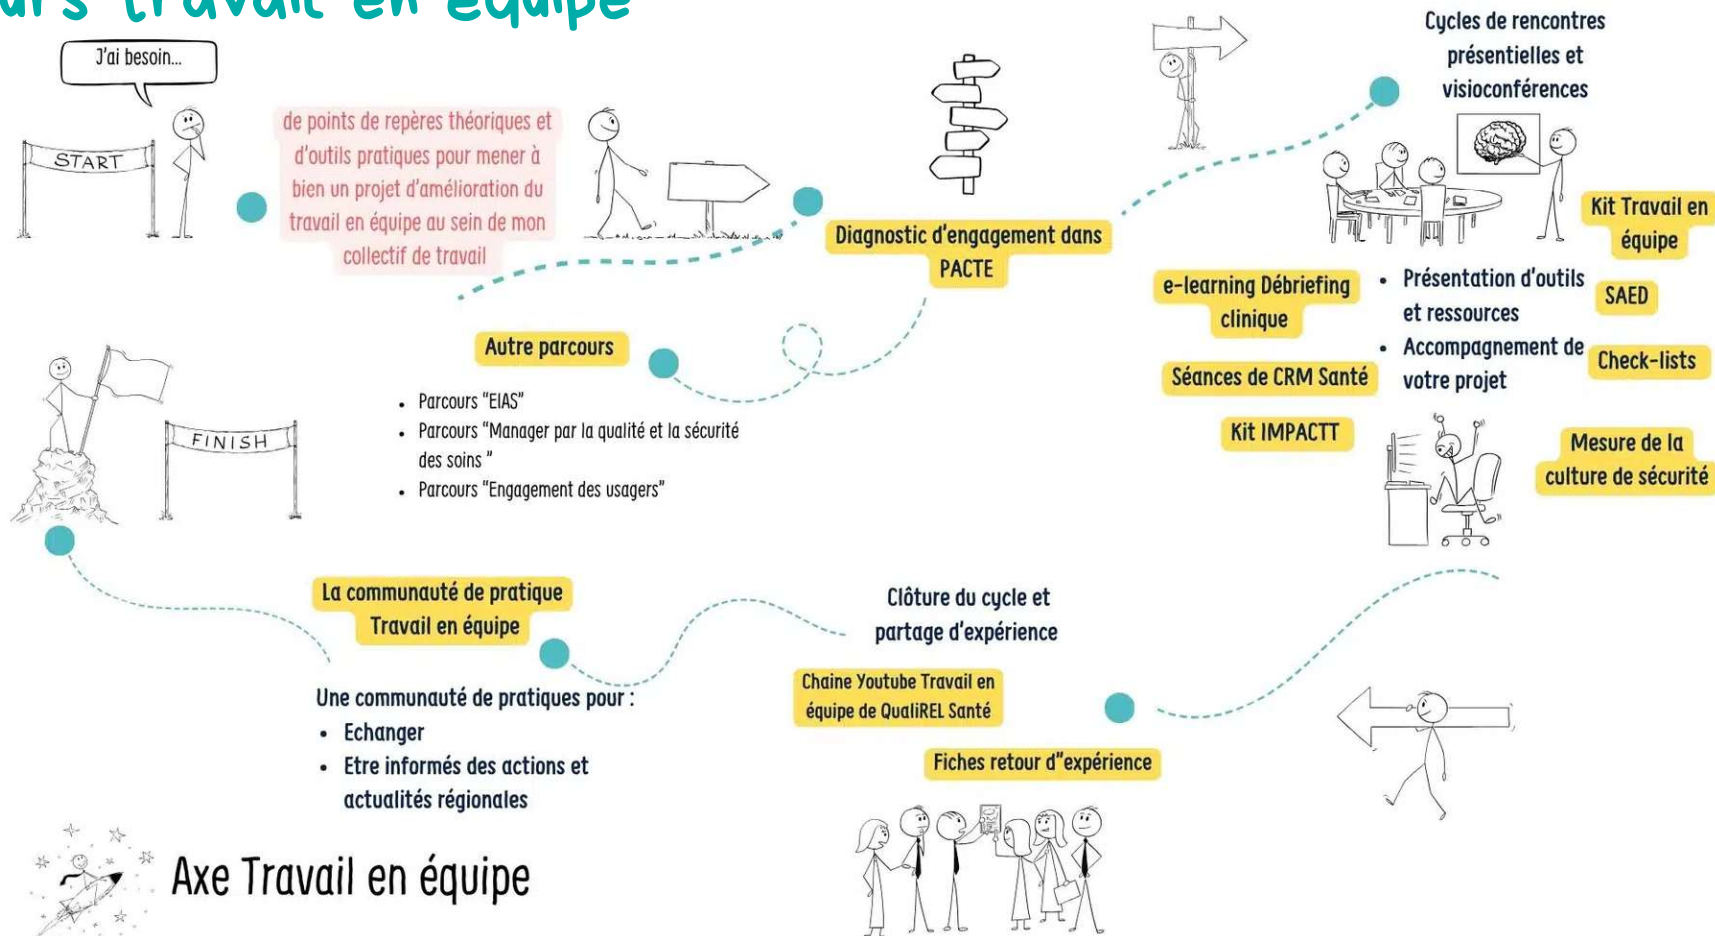 travail en équipe
J'ai besoin...
START
de points de repères théoriques et
d'outils pratiques pour mener à
bien un projet d'amélioration du
travail en équipe au sein de mon
collectif de travail
Diagnostic d'engagement dans
PACTE
Cycles de rencontres
présentielles et
visioconférences
Kit Travail en
équipe
e-learning Débriefing
clinique
• Présentation d'outils
et ressources
SAED
• Accompagnement de
votre projet
Check-lists
Séances de CRM Santé
Kit IMPACTT
Mesure de la
culture de sécurité
Autre parcours
• Parcours "EIAS"
• Parcours "Manager par la qualité et la sécurité
des soins "
• Parcours "Engagement des usagers"
FINISH
La communauté de pratique
Travail en équipe
Une communauté de pratiques pour :
• Echanger
• Etre informés des actions et
actualités régionales
Clôture du cycle et
partage d'expérience
Chaine Youtube Travail en
équipe de QualiREL Santé
Fiches retour d"expérience
Axe Travail en équipe